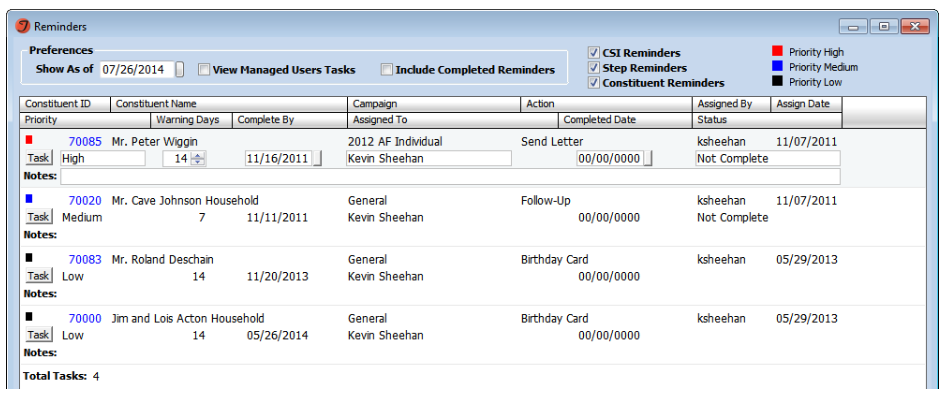 Reminders
Preferences
Show As of 07/26/2014 View Managed Users Tasks Include Completed Reminders
CSI Reminders
Step Reminders
Constituent Reminders
Priority High
Priority Medium
Priority Low
Constituent ID Constituent Name Campaign Action Assigned By Assign Date
Priority Warning Days Complete By Assigned To Completed Date Status
70085 Mr. Peter Wiggin 2012 AF Individual Send Letter ksheehan 11/07/2011
Task High 14 11/16/2011 Kevin Sheehan 00/00/0000 Not Complete
Notes:
70020 Mr. Cave Johnson Household General Follow-Up ksheehan 11/07/2011
Task Medium 7 11/11/2011 Kevin Sheehan 00/00/0000 Not Complete
Notes:
70083 Mr. Roland Deschain General Birthday Card ksheehan 05/29/2013
Task Low 14 11/20/2013 Kevin Sheehan 00/00/0000
Notes:
70000 Jim and Lois Acton Household General Birthday Card ksheehan 05/29/2013
Task Low 14 05/26/2014 Kevin Sheehan 00/00/0000
Notes:
Total Tasks: 4